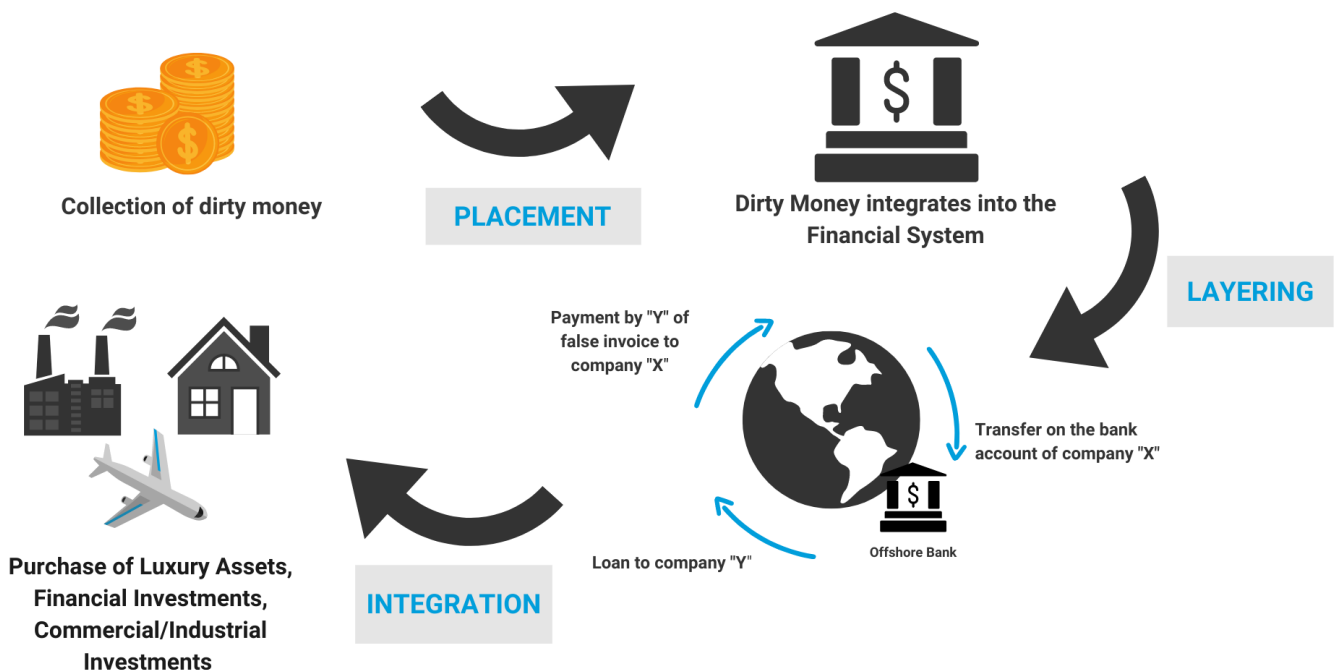 Collection of dirty money
PLACEMENT
$
Dirty Money integrates into the
Financial System
LAYERING
Payment by "Y" of
false invoice to
company "X"
Transfer on the bank
account of company "X"
$
Offshore Bank
Loan to company "Y"
INTEGRATION
$
$
$
Purchase of Luxury Assets,
Financial Investments,
Commercial/Industrial
Investments